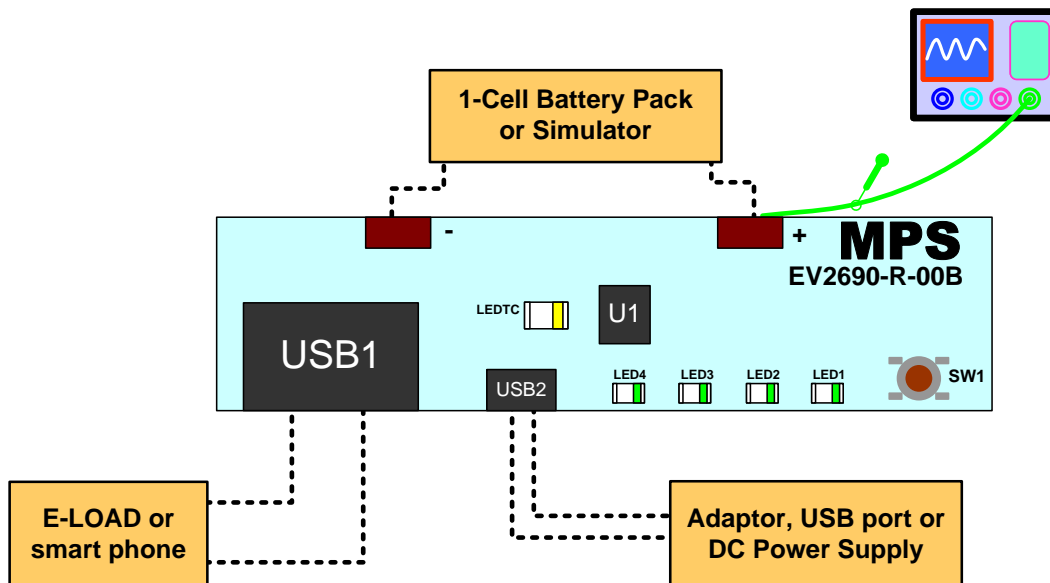 1-Cell Battery Pack
or Simulator
-
+
MPS
EV2690-R-00B
LEDTC
U1
USB1
USB2
LED4
LED3
LED2
LED1
SW1
E-LOAD or
smart phone
Adaptor, USB port or
DC Power Supply